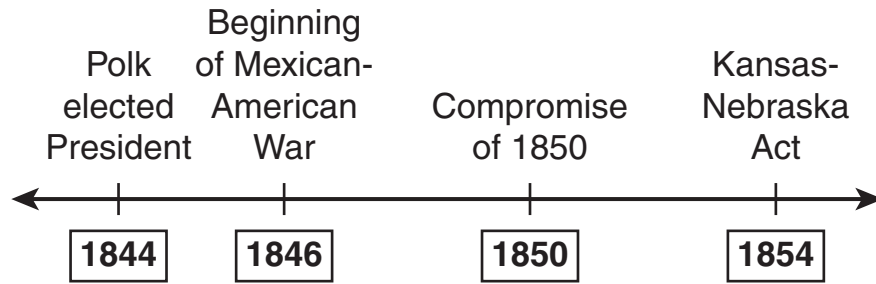 Polk
elected
President
Beginning
of Mexican-
American
War
Compromise
of 1850
Kansas-
Nebraska
Act
1844
1846
1850
1854